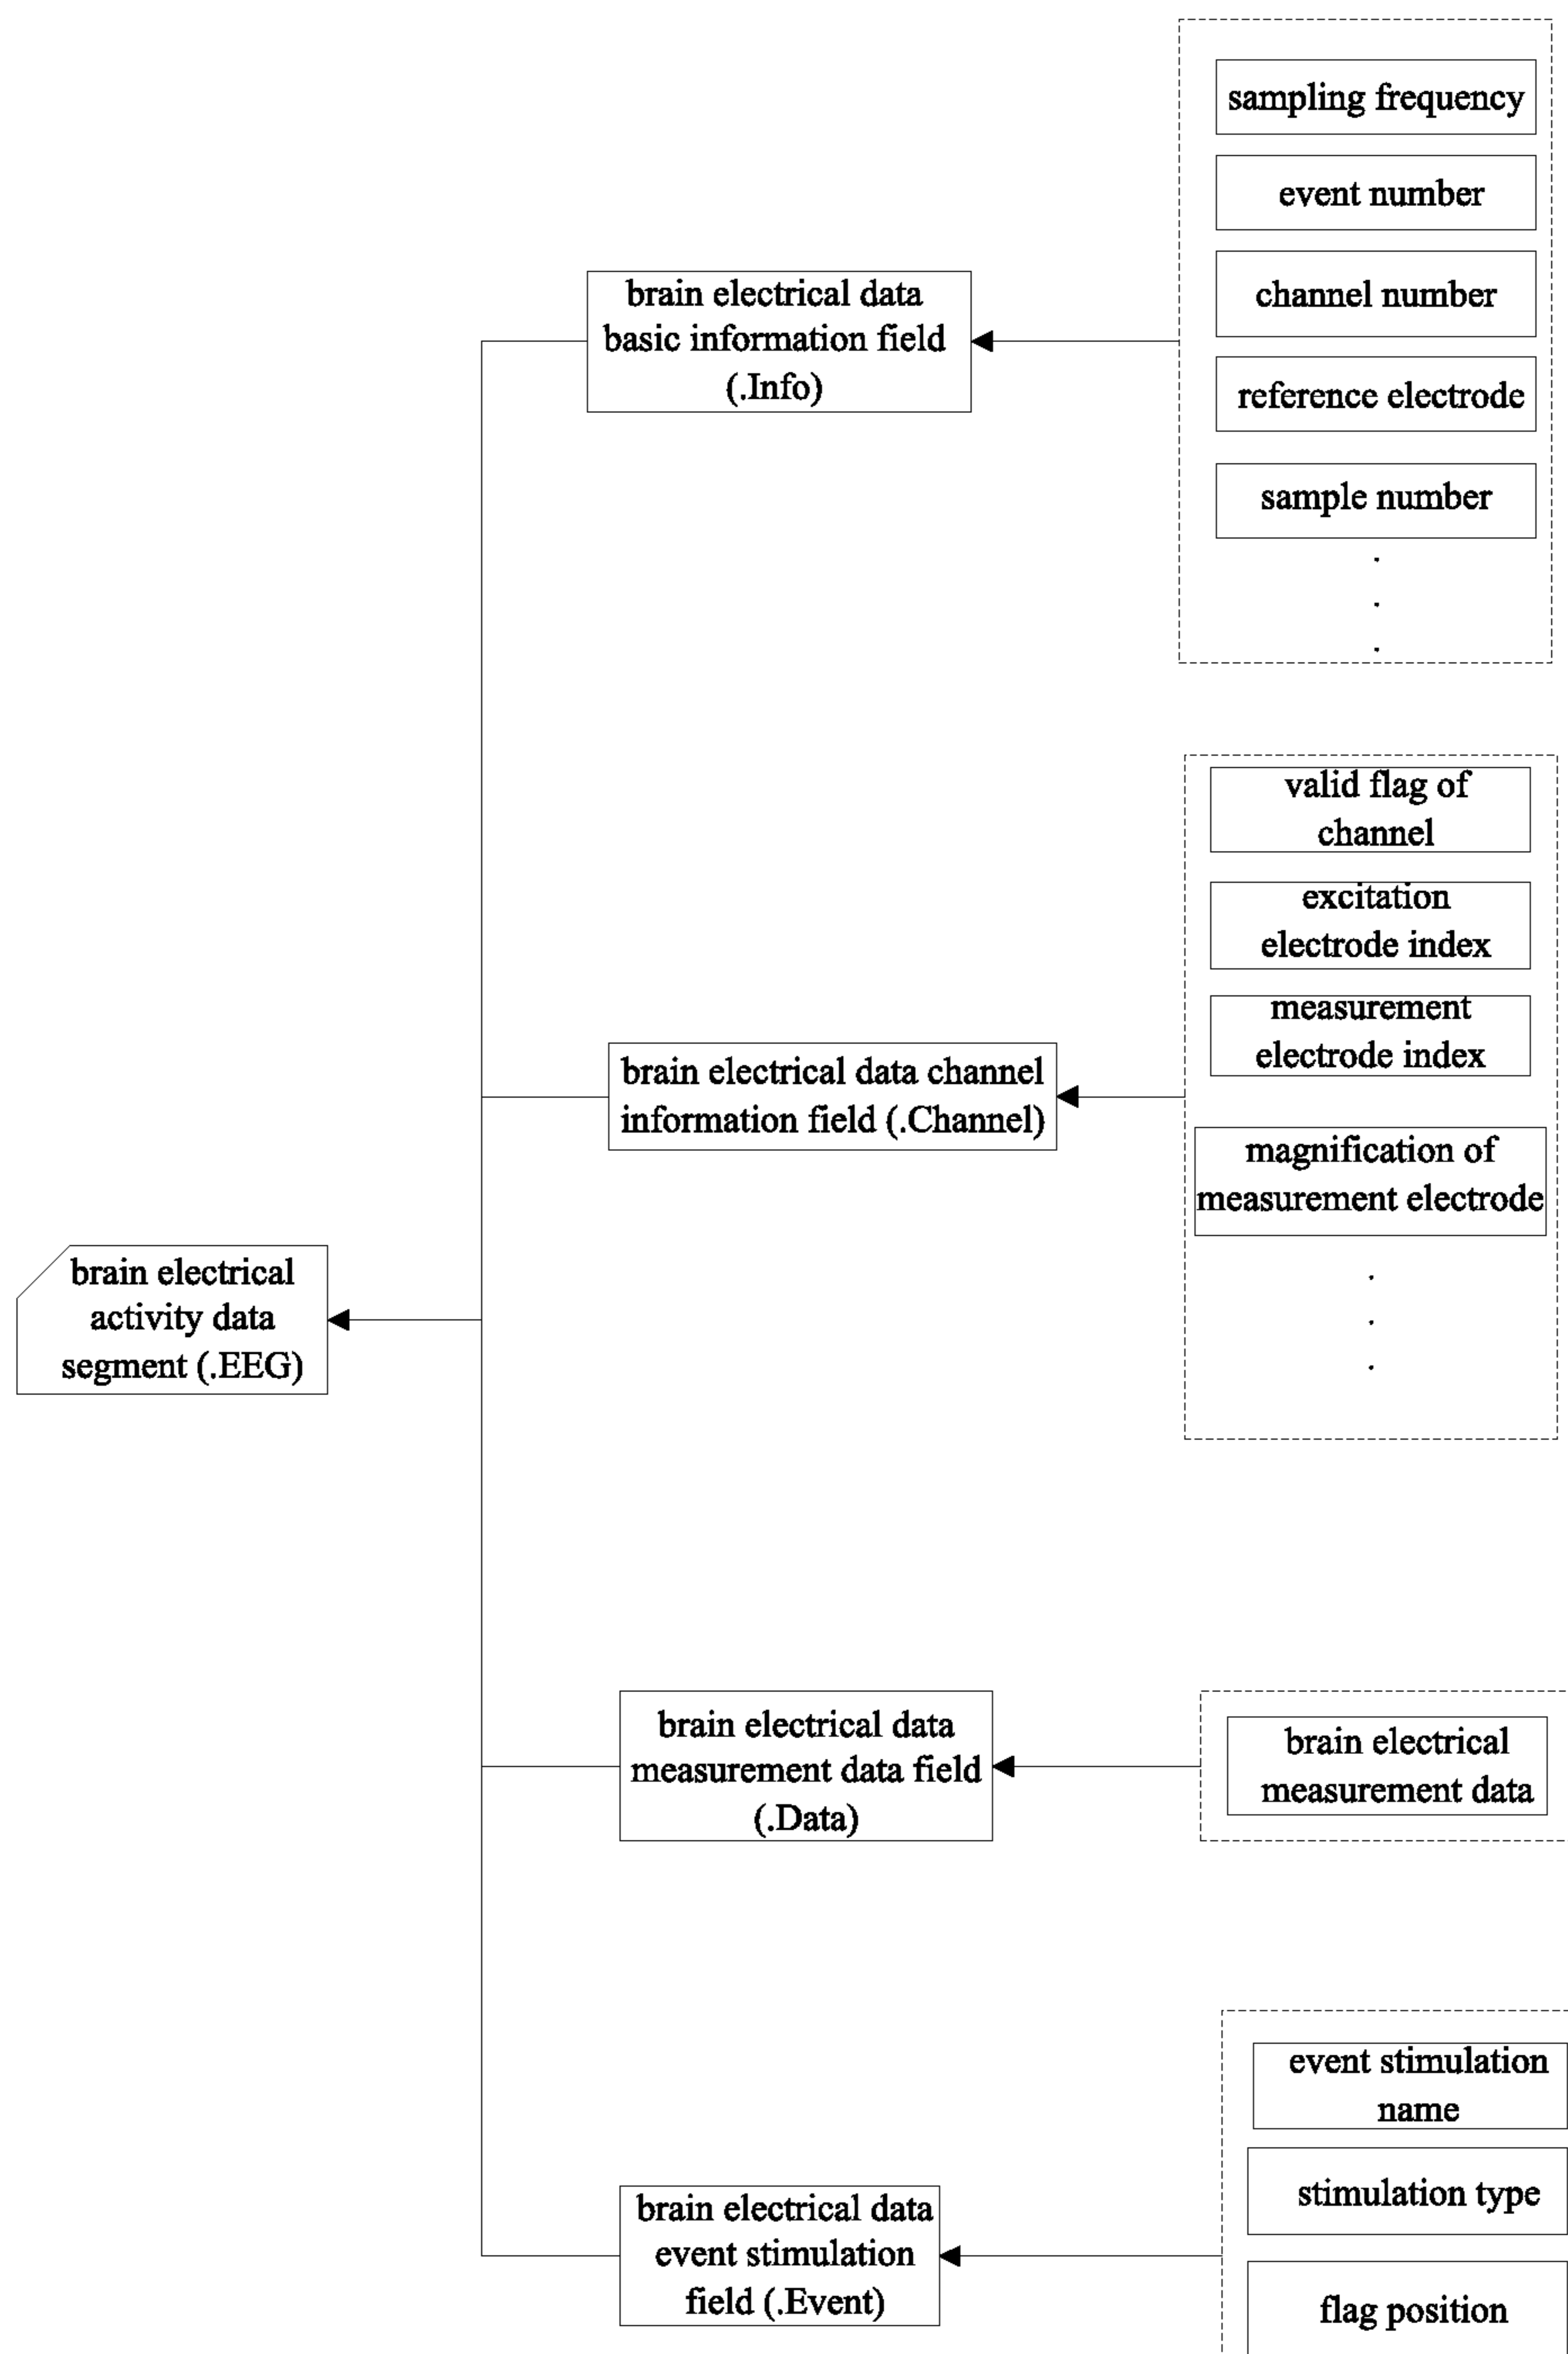 sampling frequency
event number
channel number
reference electrode
sample number
brain electrical data
basic information field
(.Info)
valid flag of
channel
excitation
electrode index
measurement
electrode index
magnification of
measurement electrode
brain electrical data channel
information field (.Channel)
brain electrical
activity data
segment (.EEG)
brain electrical data
measurement data field
(.Data)
brain electrical
measurement data
event stimulation
name
stimulation type
flag position
brain electrical data
event stimulation
field (.Event)